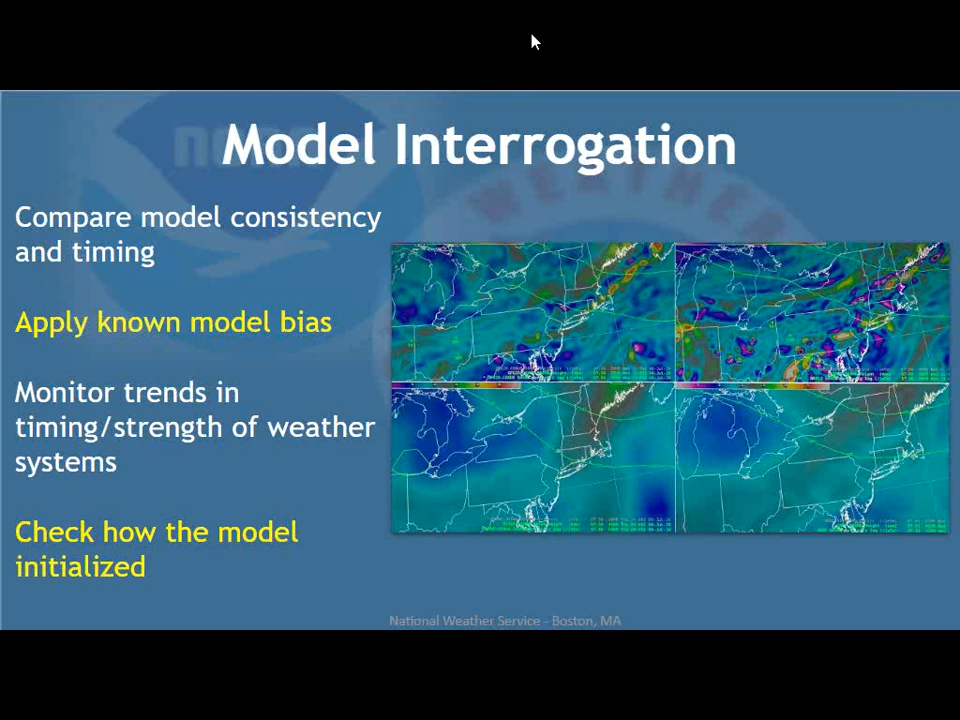 Model Interrogation
Compare model consistency
and timing
Apply known model bias
Monitor trends in
timing/strength of weather
systems
Check how the model
initialized
National Weather Service - Boston, MA